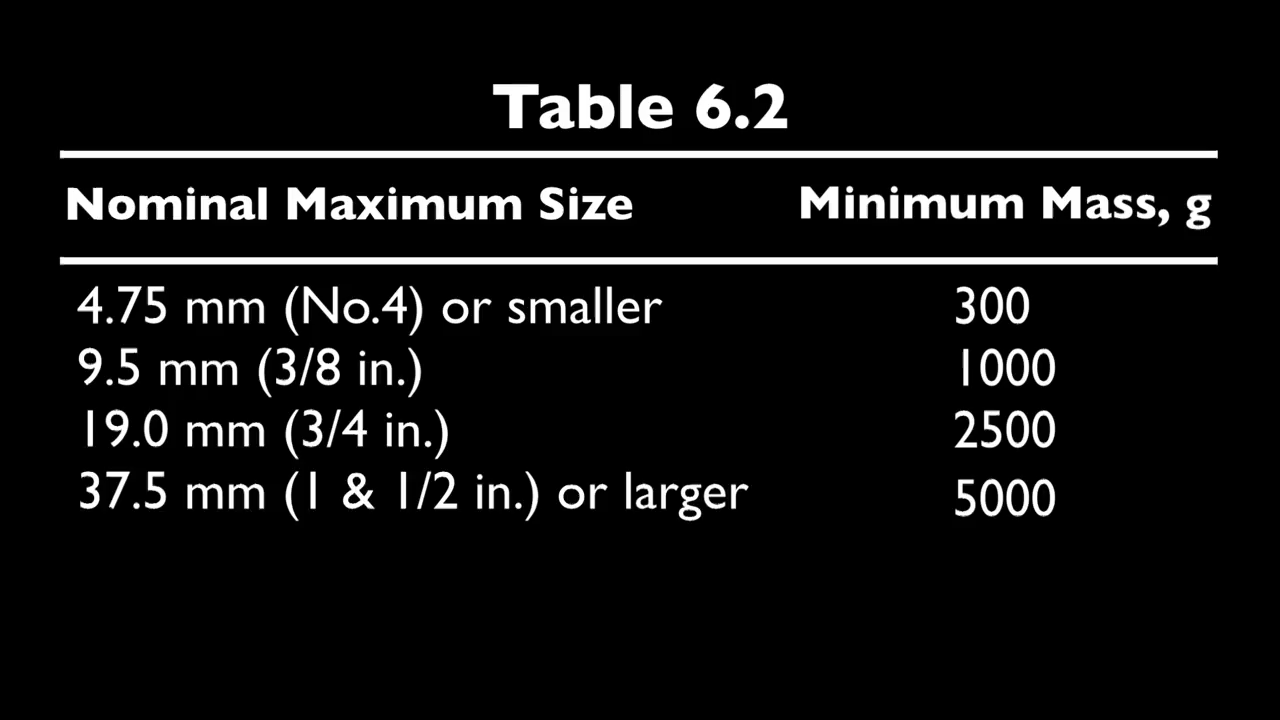 Table 6.2
Nominal Maximum Size Minimum Mass, g
4.75 mm (No.4) or smaller 300
9.5 mm (3/8 in.) 1000
19.0 mm (3/4 in.) 2500
37.5 mm (1 & 1/2 in.) or larger 5000